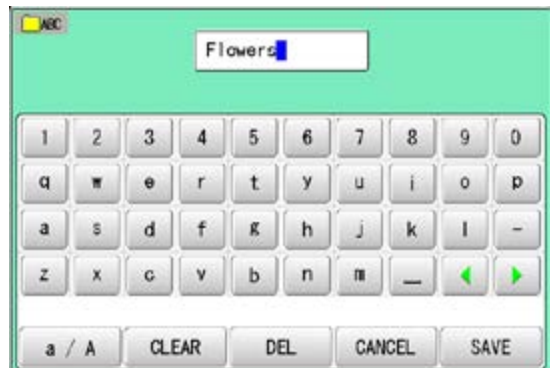 ABC
Flowers
1 2 3 4 5 6 7 8 9 0
q w e r t y u i o p
a s d f g h j k l -
z x c v b n m _
a / A CLEAR DEL CANCEL SAVE